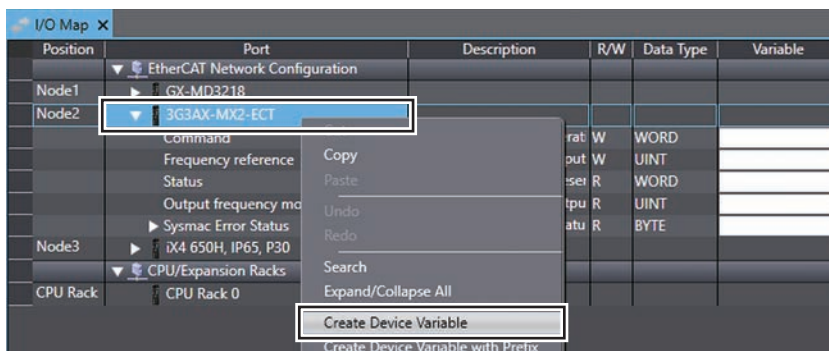 I/O Map X
Position Port Description R/W Data Type Variable
EtherCAT Network Configuration
Node1 GX-MD3218
Node2 3G3AX-MX2-ECT
Command W WORD
Frequency reference W UINT
Status R WORD
Output frequency mo R UINT
Sysmac Error Status R BYTE
Node3 iX4 650H, IP65, P30
CPU/Expansion Racks
CPU Rack CPU Rack 0
Copy
Paste
Undo
Redo
Search
Expand/Collapse All
Create Device Variable
Create Device Variable with Prefix